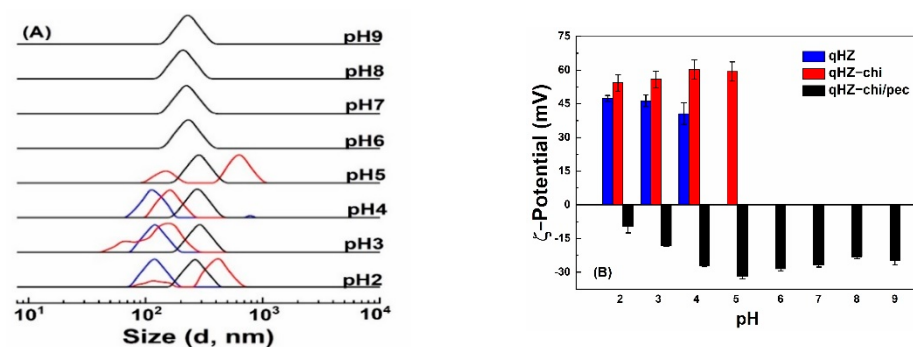 (A)
pH9
pH8
pH7
pH6
pH5
pH4
pH3
pH2
10¹ 10² 10³ 10⁴
Size (d, nm)
qHZ
qHZ-chi
qHZ-chi/pec
75
60
45
30
15
0
-15
-30
ζ-Potential (mV)
(B)
2 3 4 5 6 7 8 9
pH